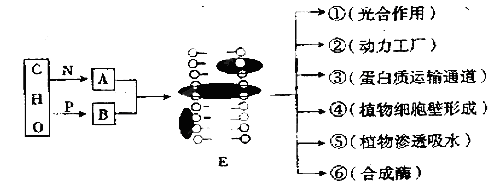 C
H
O
N
A
P
B
E
①(光合作用)
②(动力工厂)
③(蛋白质运输通道)
④(植物细胞壁形成)
⑤(植物渗透吸水)
⑥(合成酶)